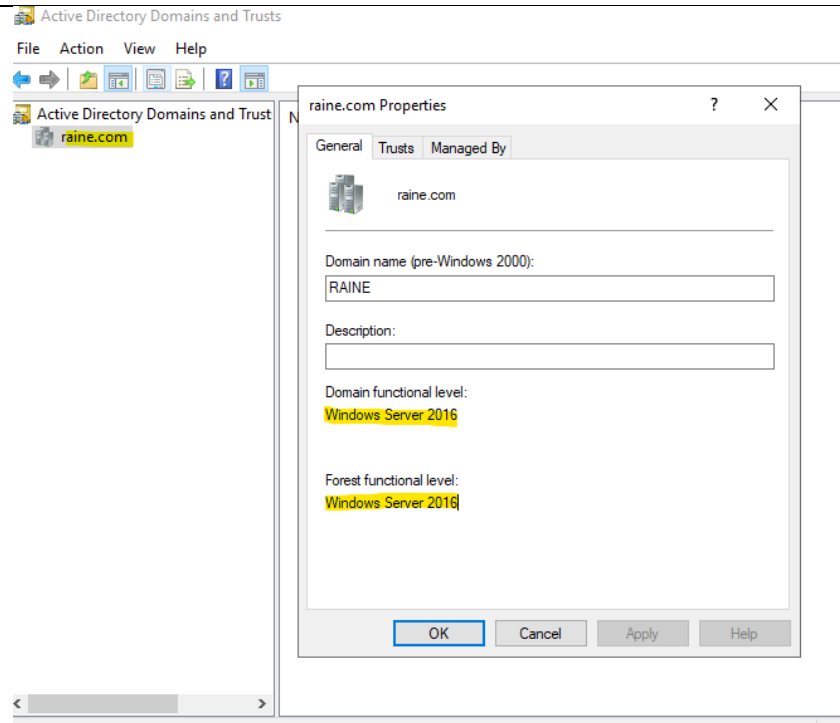 Active Directory Domains and Trusts
File Action View Help
Active Directory Domains and Trust
raine.com
N
raine.com Properties
?
General Trusts Managed By
raine.com
Domain name (pre-Windows 2000):
RAINE
Description:
Domain functional level:
Windows Server 2016
Forest functional level:
Windows Server 2016
OK Cancel Apply Help